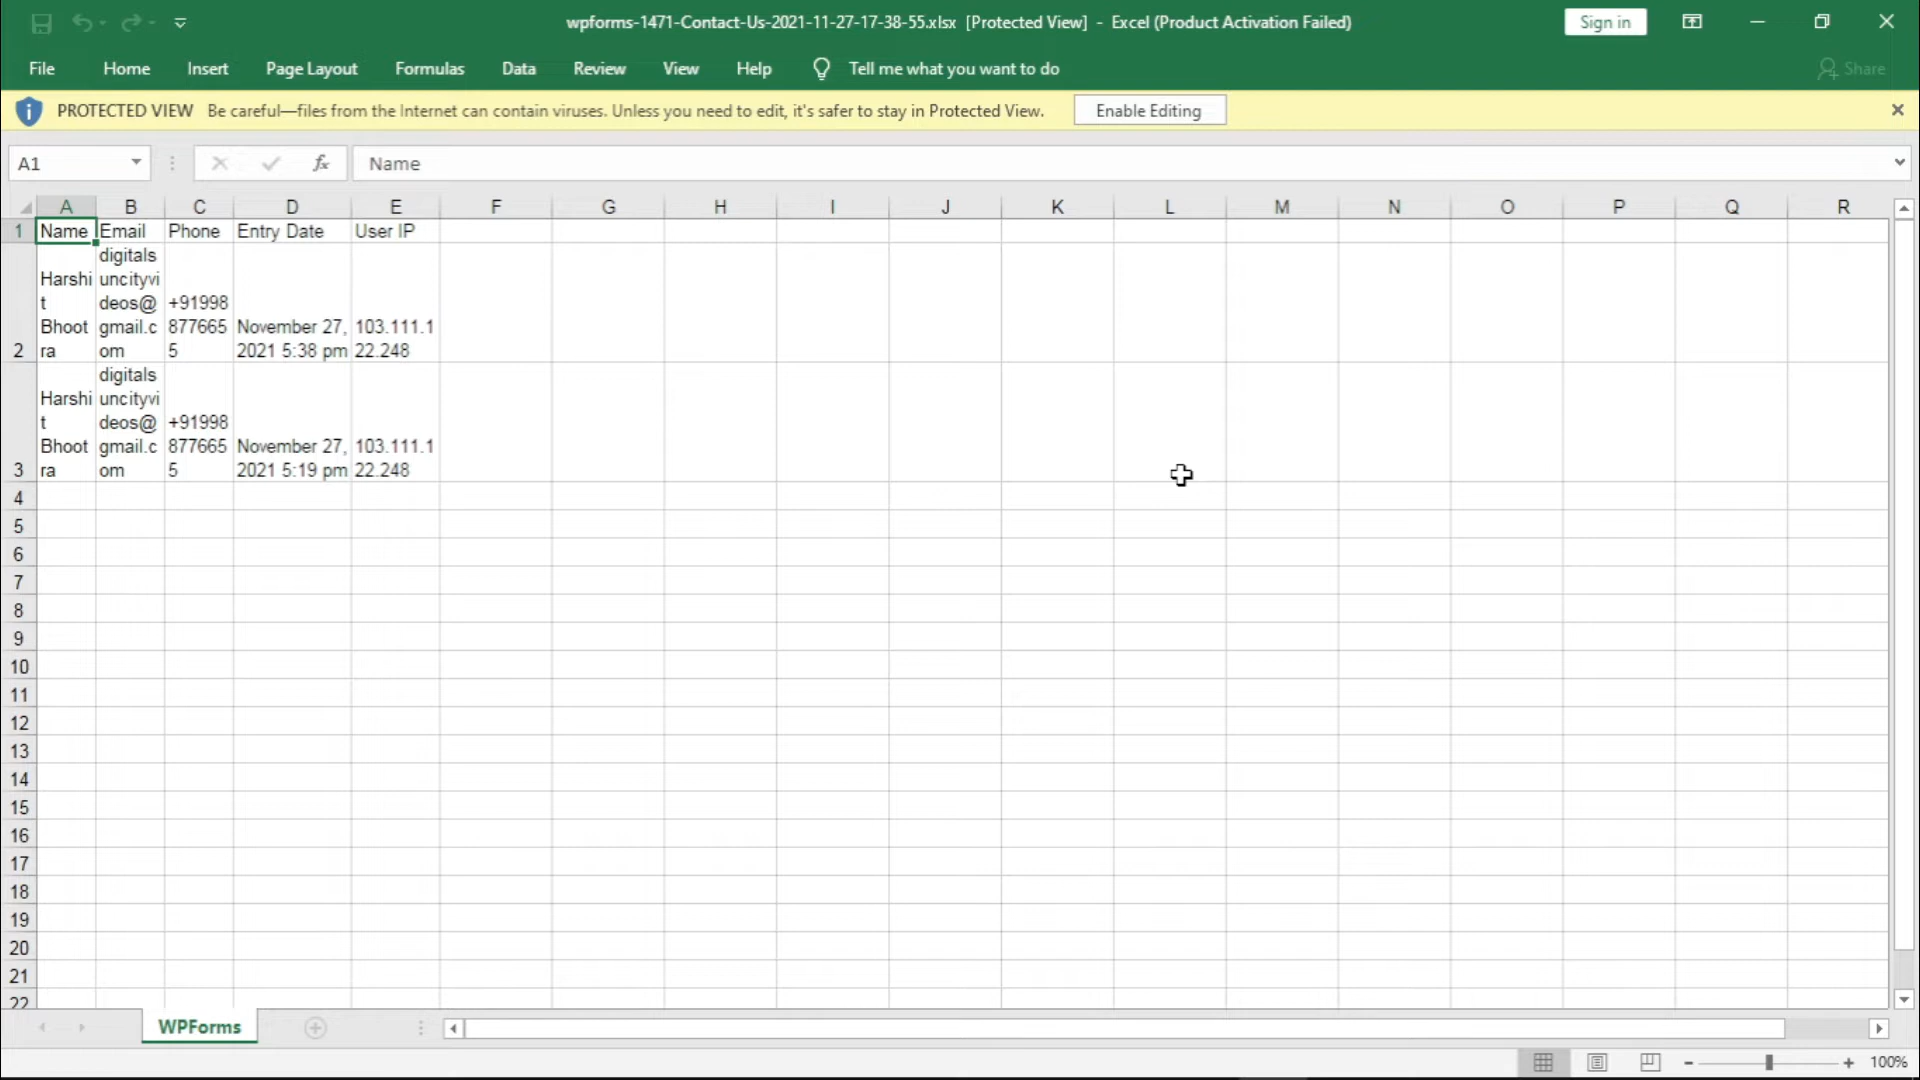 wpforms-1471-Contact-Us-2021-11-27-17-38-55.xlsx [Protected View] - Excel (Product Activation Failed)
Sign in
File Home Insert Page Layout Formulas Data Review View Help Tell me what you want to do Share
PROTECTED VIEW Be careful—files from the Internet can contain viruses. Unless you need to edit, it's safer to stay in Protected View. Enable Editing
A1 fx Name
A B C D E F G H I J K L M N O P Q R
1 Name Email Phone Entry Date User IP
digitals
Harshi uncityvi
t deos@ +91998
Bhoot gmail.c 877665 November 27, 103.111.1
2 ra om 5 2021 5:38 pm 22.248
digitals
Harshi uncityvi
t deos@ +91998
Bhoot gmail.c 877665 November 27, 103.111.1
3 ra om 5 2021 5:19 pm 22.248
4
5
6
7
8
9
10
11
12
13
14
15
16
17
18
19
20
21
22
WPForms
100%